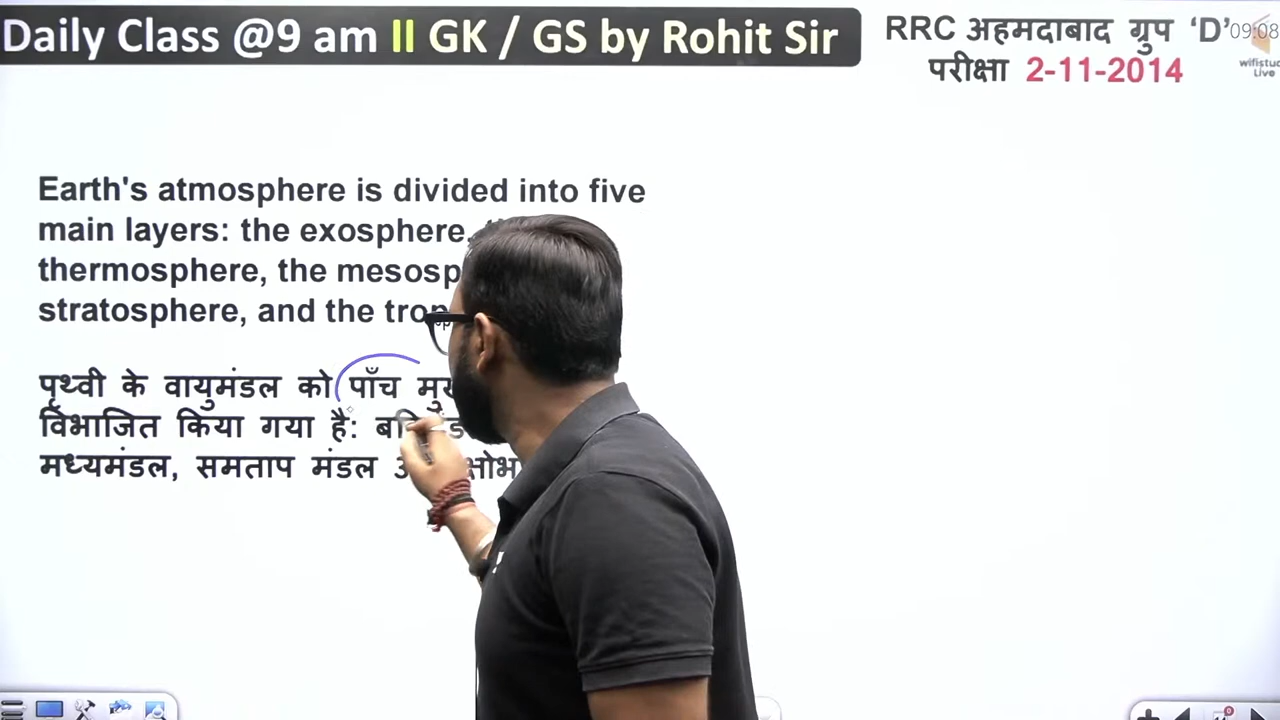 Daily Class @9 am II GK / GS by Rohit Sir
RRC अहमदाबाद ग्रुप ‘D’
09:08
परीक्षा 2-11-2014
Live
Earth's atmosphere is divided into five
main layers: the exosphere,
thermosphere, the
stratosphere, and the
पृथ्वी के वायुमंडल को पाँच
विभाजित किया गया है:
मध्यमंडल, समताप मंडल